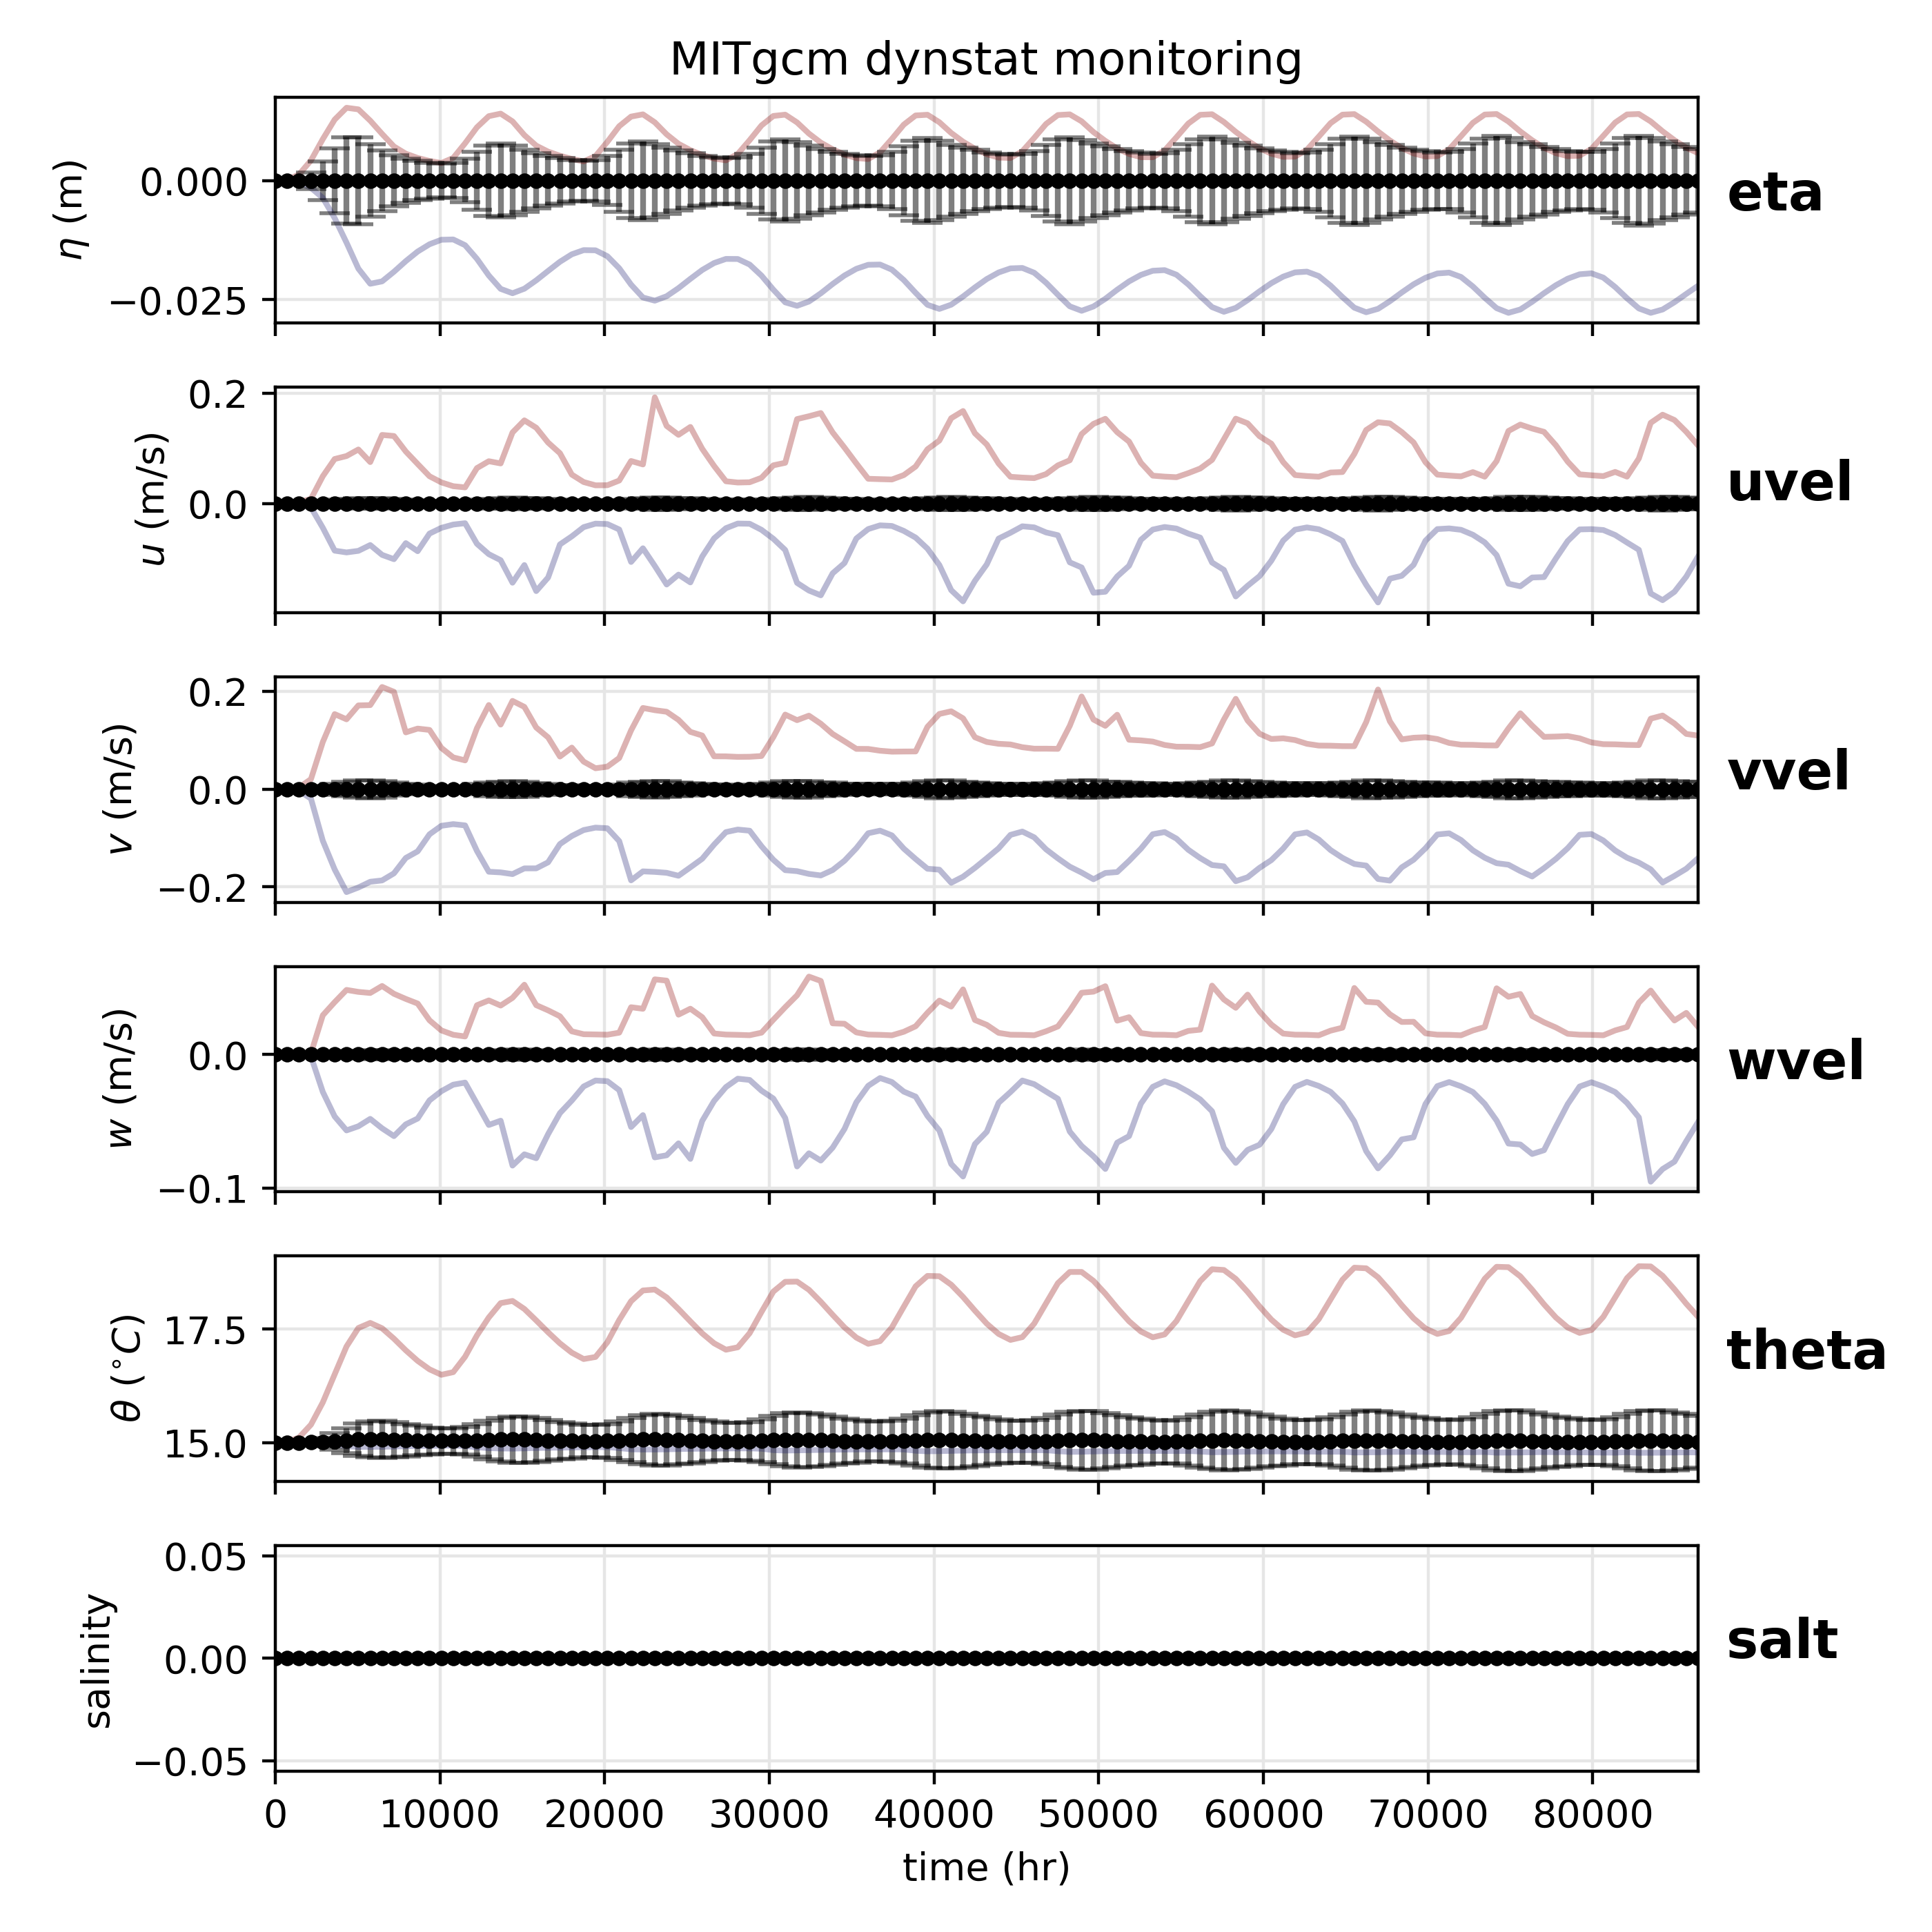 MITgcm dynstat monitoring
η (m)
0.000
−0.025
eta
u (m/s)
0.2
0.0
uvel
v (m/s)
0.2
0.0
−0.2
vvel
w (m/s)
0.0
−0.1
wvel
θ (°C)
17.5
15.0
theta
salinity
0.05
0.00
−0.05
salt
0 10000 20000 30000 40000 50000 60000 70000 80000
time (hr)